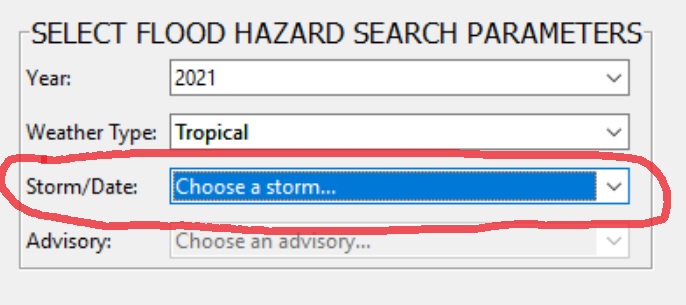 SELECT FLOOD HAZARD SEARCH PARAMETERS
Year: 2021
Weather Type: Tropical
Storm/Date: Choose a storm...
Advisory: Choose an advisory...